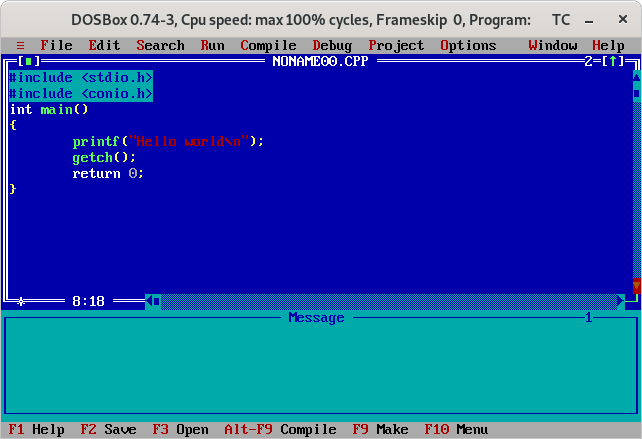 DOSBox 0.74-3, Cpu speed: max 100% cycles, Frameskip 0, Program: TC
≡ File Edit Search Run Compile Debug Project Options Window Help
[■] NONAME00.CPP 2=[↑]
#include <stdio.h>
#include <conio.h>
int main()
{
printf("Hello world\n");
getch();
return 0;
}
8:18
Message 1
F1 Help F2 Save F3 Open Alt-F9 Compile F9 Make F10 Menu